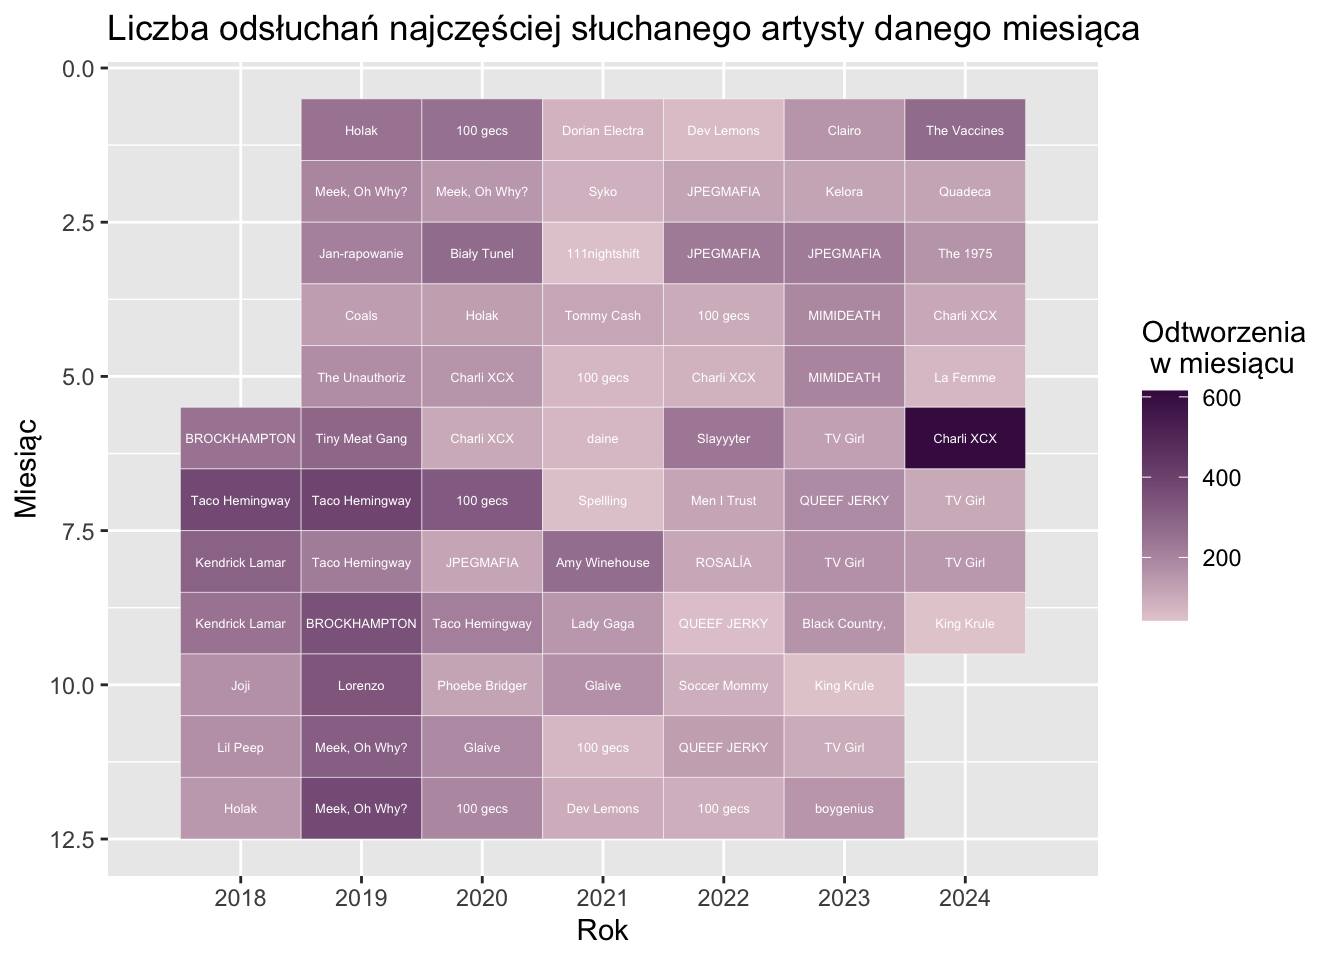 Liczba odsłuchań najczęściej słuchanego artysty danego miesiąca
0.0
Holak 100 gecs Dorian Electra Dev Lemons Clairo The Vaccines
Meek, Oh Why? Meek, Oh Why? Syko JPEGMAFIA Kelora Quadeca
2.5
Jan-rapowanie Biały Tunel 111nightshift JPEGMAFIA JPEGMAFIA The 1975
Coals Holak Tommy Cash 100 gecs MIMIDEATH Charli XCX
5.0 The Unauthoriz Charli XCX 100 gecs Charli XCX MIMIDEATH La Femme
BROCKHAMPTON Tiny Meat Gang Charli XCX daine Slayyyter TV Girl Charli XCX
Taco Hemingway Taco Hemingway 100 gecs Spellling Men I Trust QUEEF JERKY TV Girl
7.5
Kendrick Lamar Taco Hemingway JPEGMAFIA Amy Winehouse ROSALÍA TV Girl TV Girl
Kendrick Lamar BROCKHAMPTON Taco Hemingway Lady Gaga QUEEF JERKY Black Country, King Krule
10.0 Joji Lorenzo Phoebe Bridger Glaive Soccer Mommy King Krule
Lil Peep Meek, Oh Why? Glaive 100 gecs QUEEF JERKY TV Girl
Holak Meek, Oh Why? 100 gecs Dev Lemons 100 gecs boygenius
12.5
2018 2019 2020 2021 2022 2023 2024
Rok
Miesiąc
Odtworzenia
w miesiącu
600
400
200